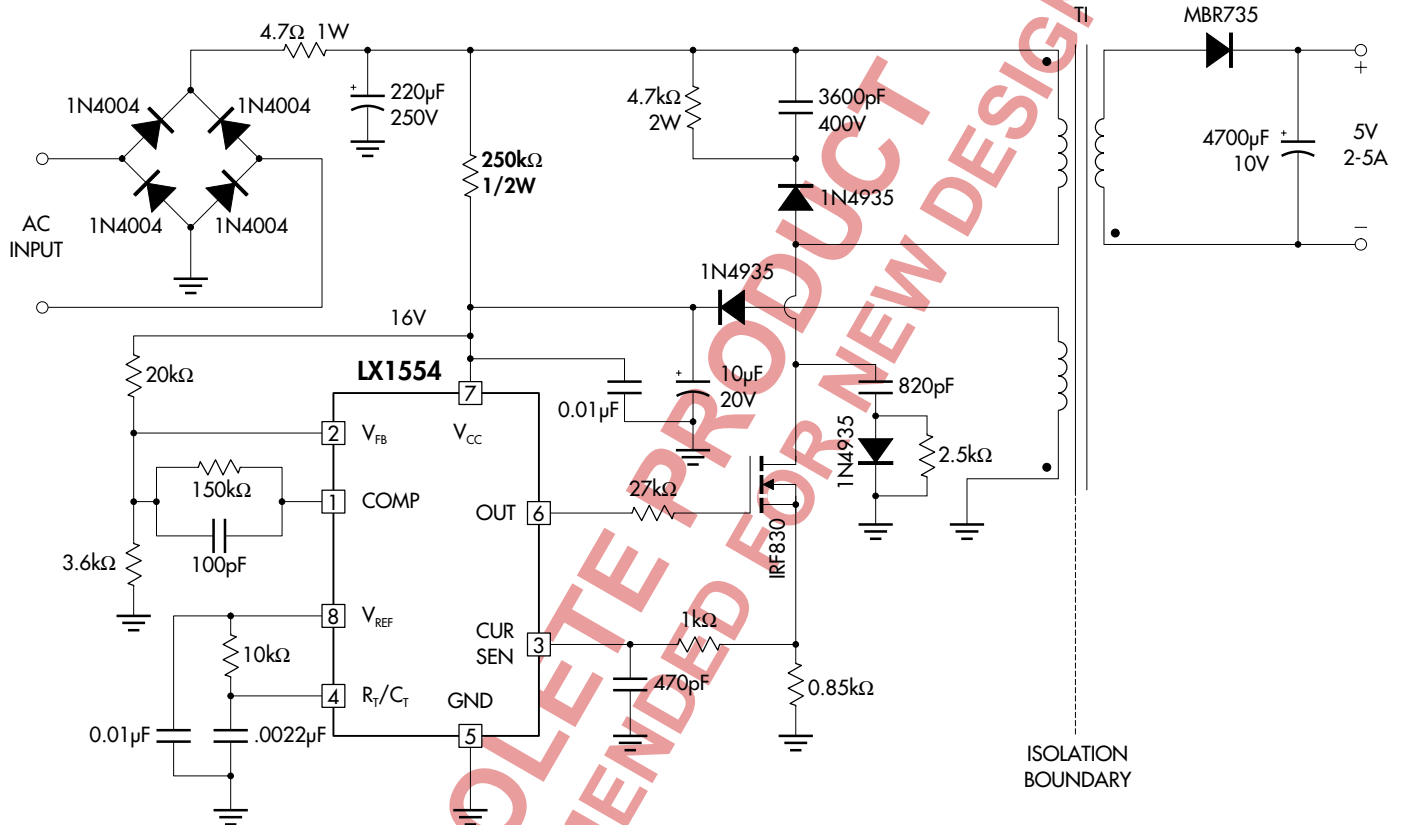 TI
MBR735
4.7Ω 1W
1N4004
1N4004
220µF
250V
4.7kΩ
2W
3600pF
400V
4700µF
10V
5V
2-5A
+
–
250kΩ
1/2W
1N4935
1N4004
1N4004
AC
INPUT
1N4935
16V
LX1554
20kΩ
0.01µF
10µF
20V
820pF
7
VCC
2
VFB
1N4935
2.5kΩ
150kΩ
1
COMP
27kΩ
OUT
6
100pF
3.6kΩ
IRF830
8
VREF
10kΩ
CUR
SEN
3
1kΩ
4
RT/CT
GND
470pF
0.85kΩ
0.01µF
.0022µF
5
ISOLATION
BOUNDARY
OLETE PRODUCT
ENDED FOR NEW DESIG